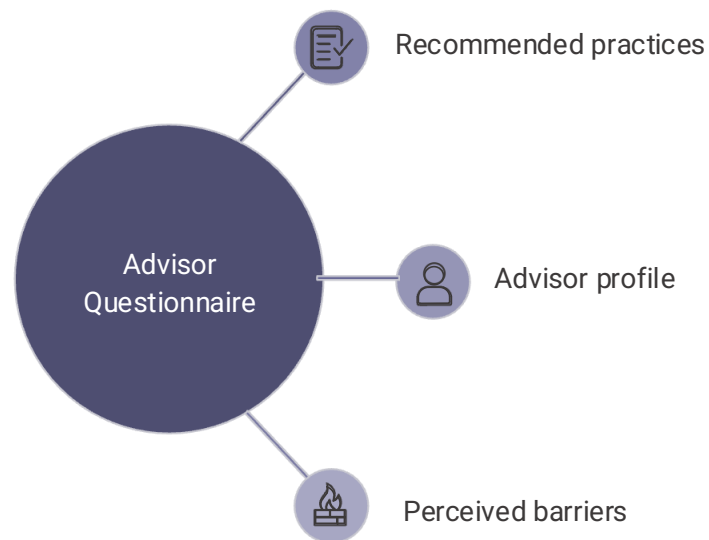 Recommended practices
Advisor
Questionnaire
Advisor profile
Perceived barriers